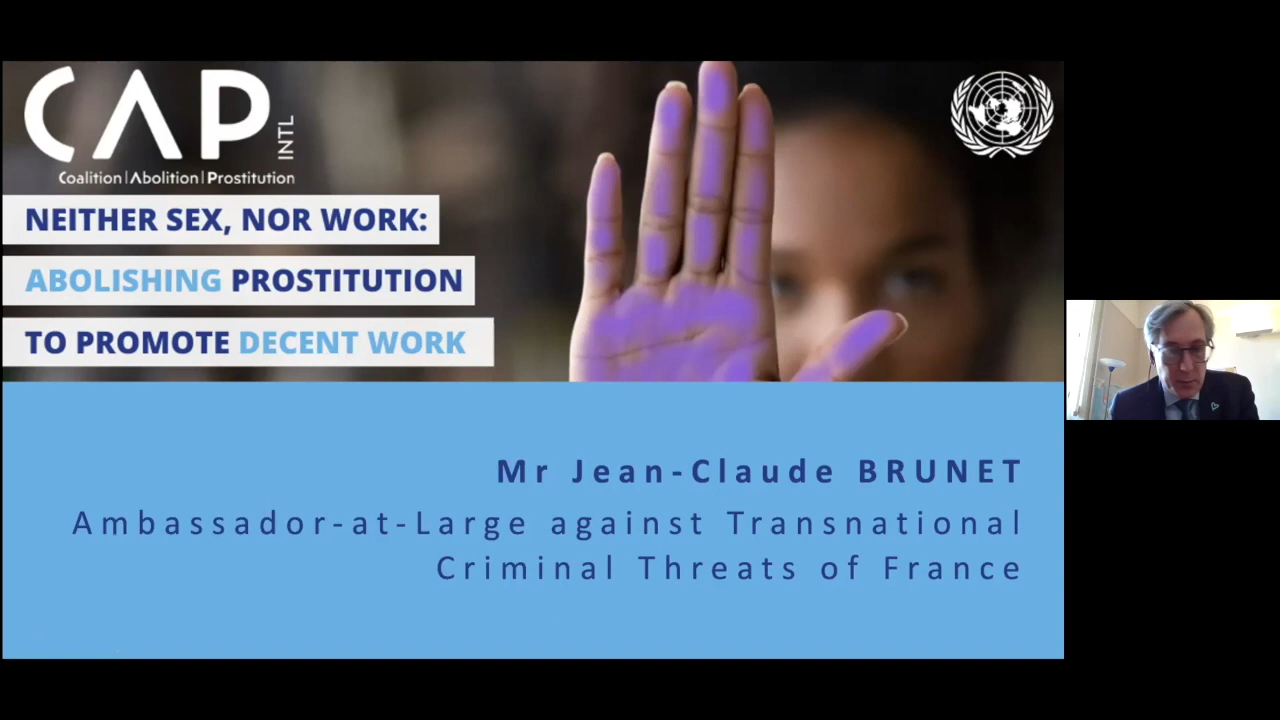 CAP
INTL
Coalition | Abolition | Prostitution
NEITHER SEX, NOR WORK:
ABOLISHING PROSTITUTION
TO PROMOTE DECENT WORK
Mr Jean-Claude BRUNET
Ambassador-at-Large against Transnational
Criminal Threats of France